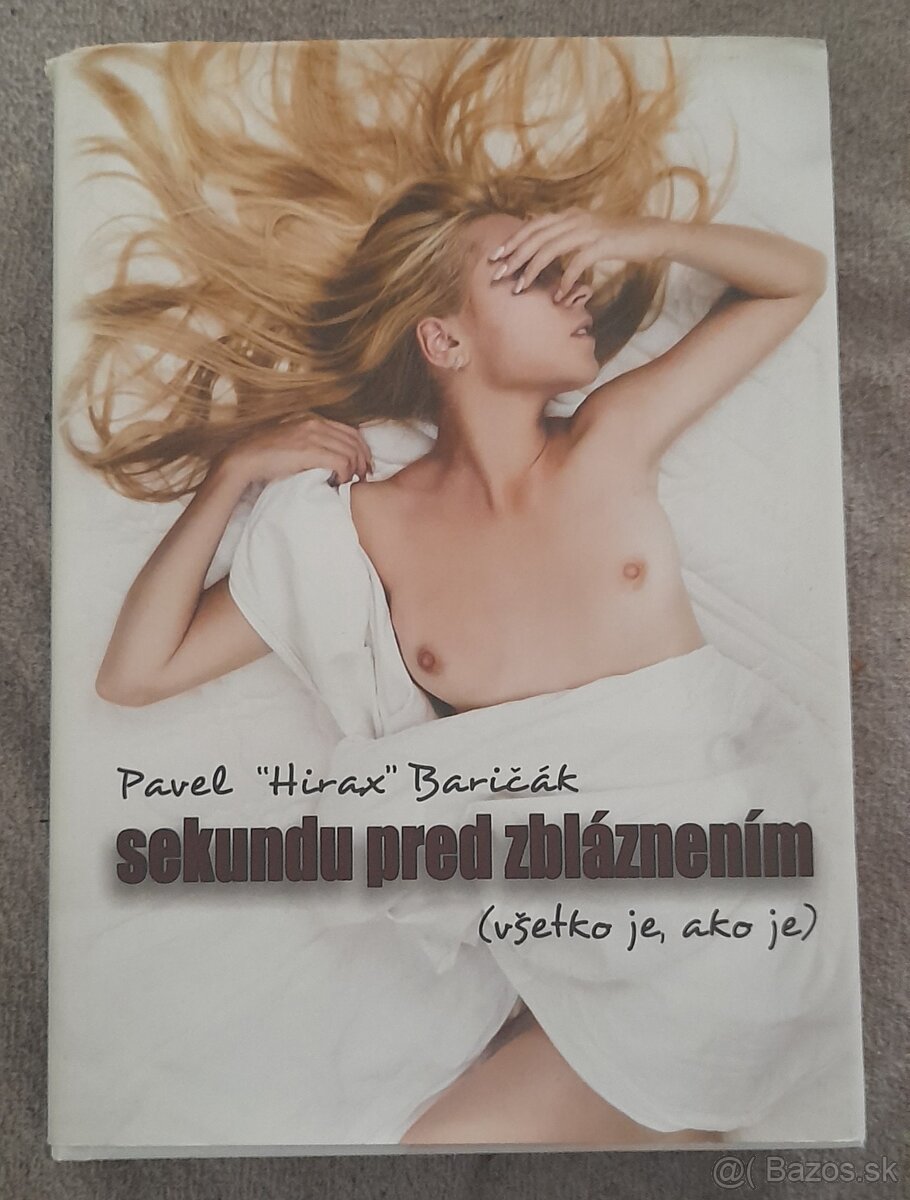 Pavel "Hirax" Baričák
sekundu pred zbláznením
(všetko je, ako je)
@( Bazos.sk